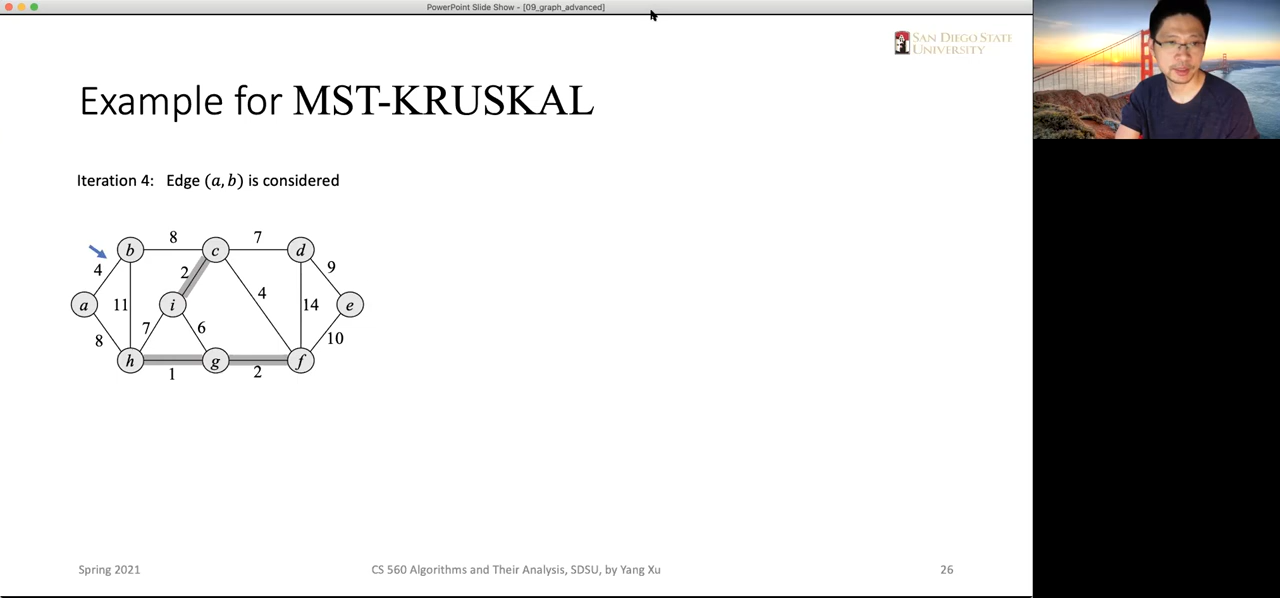 PowerPoint Slide Show - [09_graph_advanced]
SAN DIEGO STATE
UNIVERSITY
Example for MST-KRUSKAL
Iteration 4: Edge (a, b) is considered
8 7
b c d
4 2 9
11 4 14
a i e
8 7 6 10
h g f
1 2
Spring 2021
CS 560 Algorithms and Their Analysis, SDSU, by Yang Xu
26